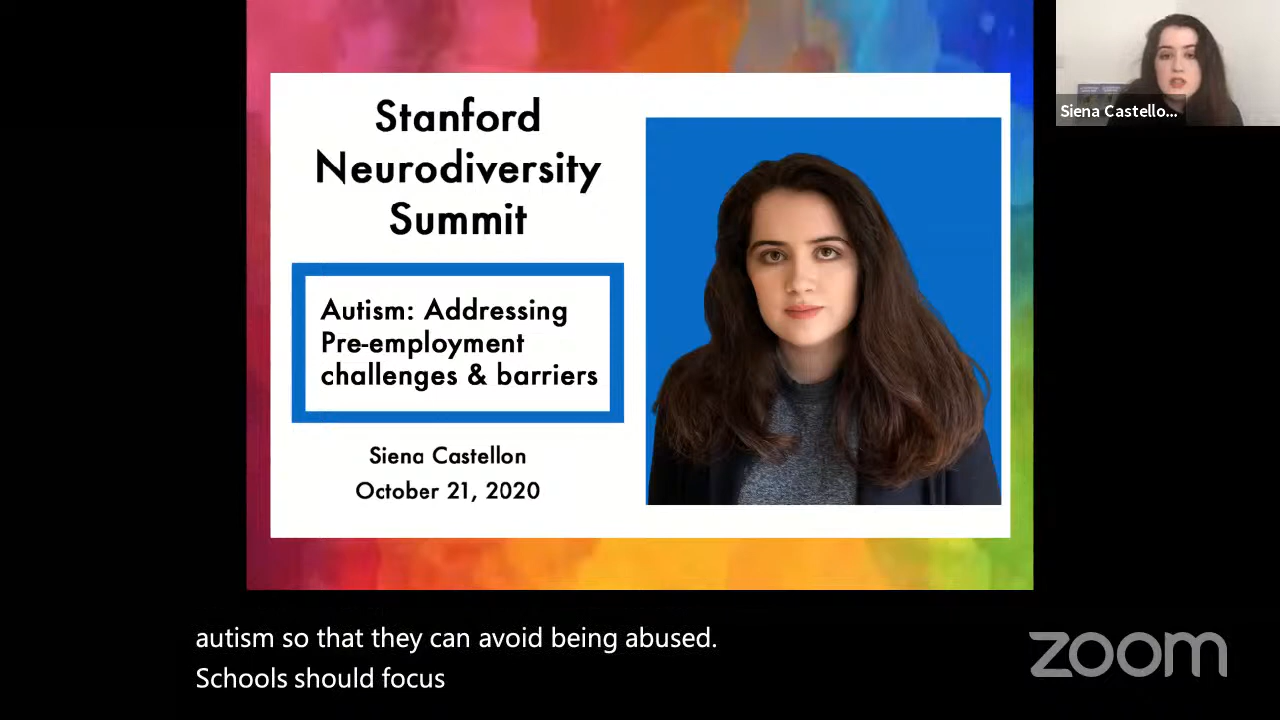 Stanford
Neurodiversity
Summit
Autism: Addressing
Pre-employment
challenges & barriers
Siena Castellon
October 21, 2020
Siena Castello...
autism so that they can avoid being abused.
Schools should focus
zoom